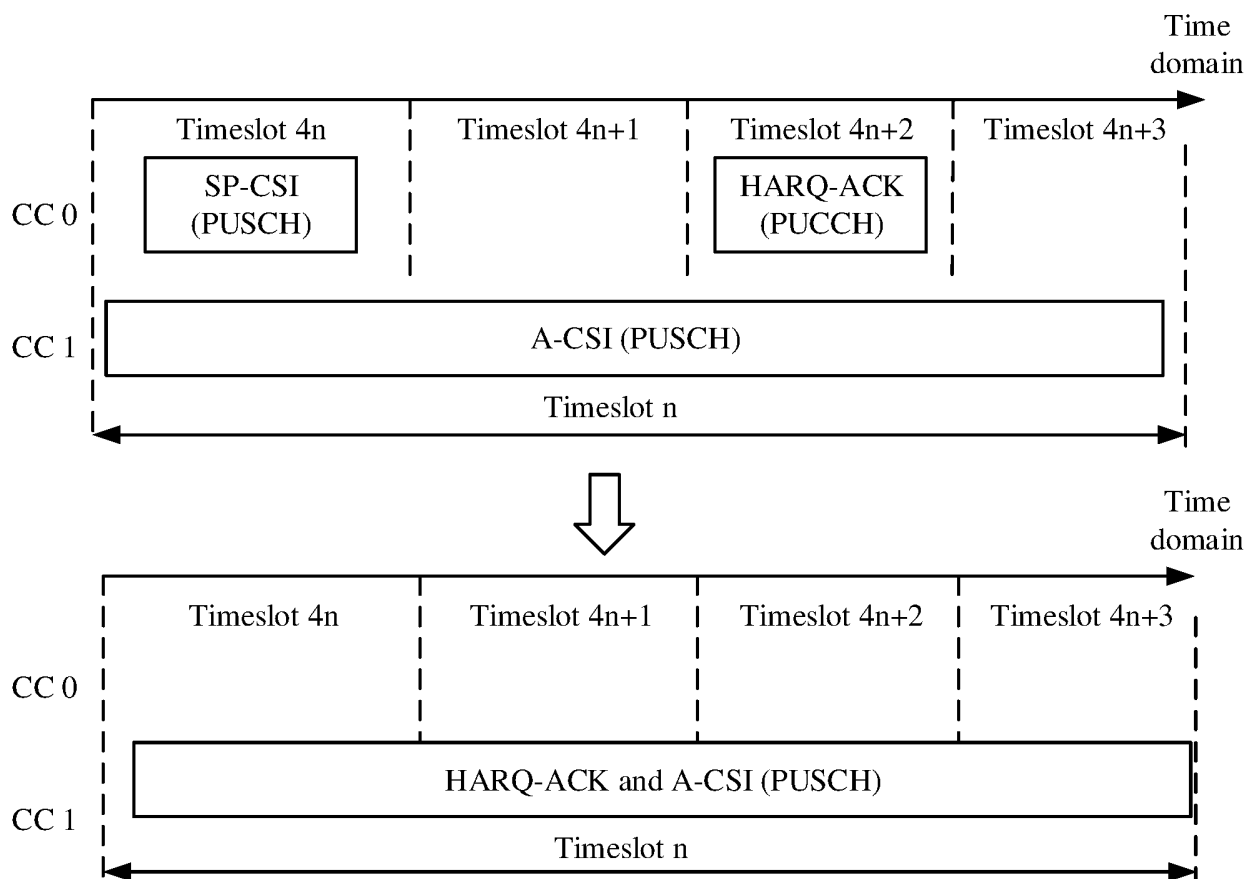 Time
domain
Timeslot 4n
Timeslot 4n+1
Timeslot 4n+2
Timeslot 4n+3
SP-CSI
(PUSCH)
HARQ-ACK
(PUCCH)
CC 0
A-CSI (PUSCH)
CC 1
Timeslot n
Time
domain
Timeslot 4n
Timeslot 4n+1
Timeslot 4n+2
Timeslot 4n+3
CC 0
HARQ-ACK and A-CSI (PUSCH)
CC 1
Timeslot n